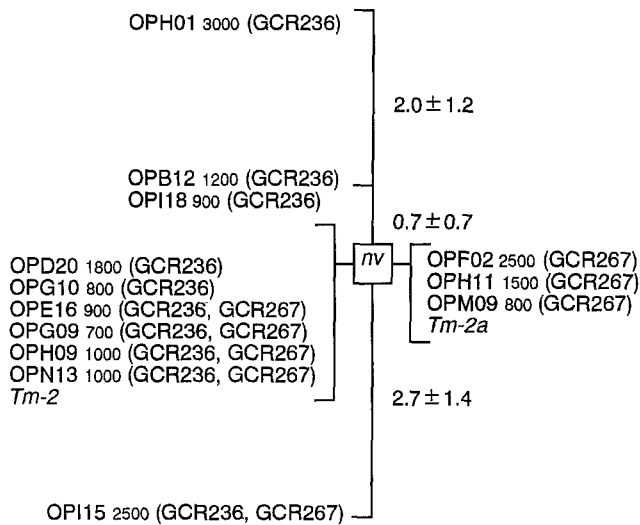 OPH01 3000 (GCR236)
2.0 ± 1.2
OPB12 1200 (GCR236)
OPI18 900 (GCR236)
0.7 ± 0.7
nv
OPD20 1800 (GCR236)
OPG10 800 (GCR236)
OPE16 900 (GCR236, GCR267)
OPG09 700 (GCR236, GCR267)
OPH09 1000 (GCR236, GCR267)
OPN13 1000 (GCR236, GCR267)
Tm-2
OPF02 2500 (GCR267)
OPH11 1500 (GCR267)
OPM09 800 (GCR267)
Tm-2a
2.7 ± 1.4
OPI15 2500 (GCR236, GCR267)